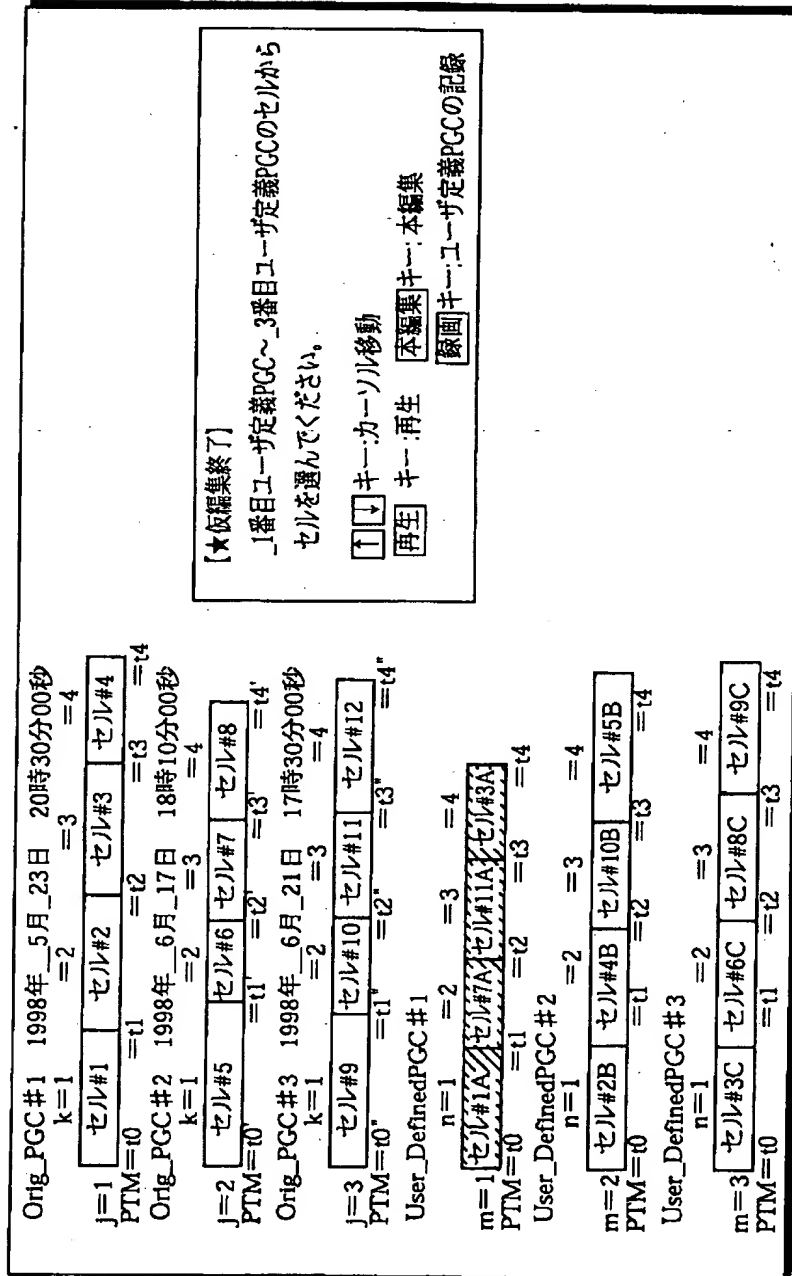 Orig_PGC#1 1998年__5月_23日 20時30分00秒
k=1 =2 =3 =4
j=1 セル#1 セル#2 セル#3 セル#4
PTM=t0 =t1 =t2 =t3 =t4
Orig_PGC#2 1998年__6月_17日 18時10分00秒
k=1 =2 =3 =4
j=2 セル#5 セル#6 セル#7 セル#8
PTM=t0' =t1' =t2' =t3' =t4'
Orig_PGC#3 1998年__6月_21日 17時30分00秒
k=1 =2 =3 =4
j=3 セル#9 セル#10 セル#11 セル#12
PTM=t0" =t1" =t2" =t3" =t4"
User_DefinedPGC#1
n=1 =2 =3 =4
m=1 セル#1A セル#7A セル#11A セル#3A
PTM=t0 =t1 =t2 =t3 =t4
User_DefinedPGC#2
n=1 =2 =3 =4
m=2 セル#2B セル#4B セル#10B セル#5B
PTM=t0 =t1 =t2 =t3 =t4
User_DefinedPGC#3
n=1 =2 =3 =4
m=3 セル#3C セル#6C セル#8C セル#9C
PTM=t0 =t1 =t2 =t3 =t4
【★仮編集終了】
_1番目ユーザ定義PGC～_3番目ユーザ定義PGCのセルから
セルを選んでください。
↑ ↓ キー:カーソル移動
再生 キー:再生 本編集 キー:本編集
録画 キー:ユーザ定義PGCの記録